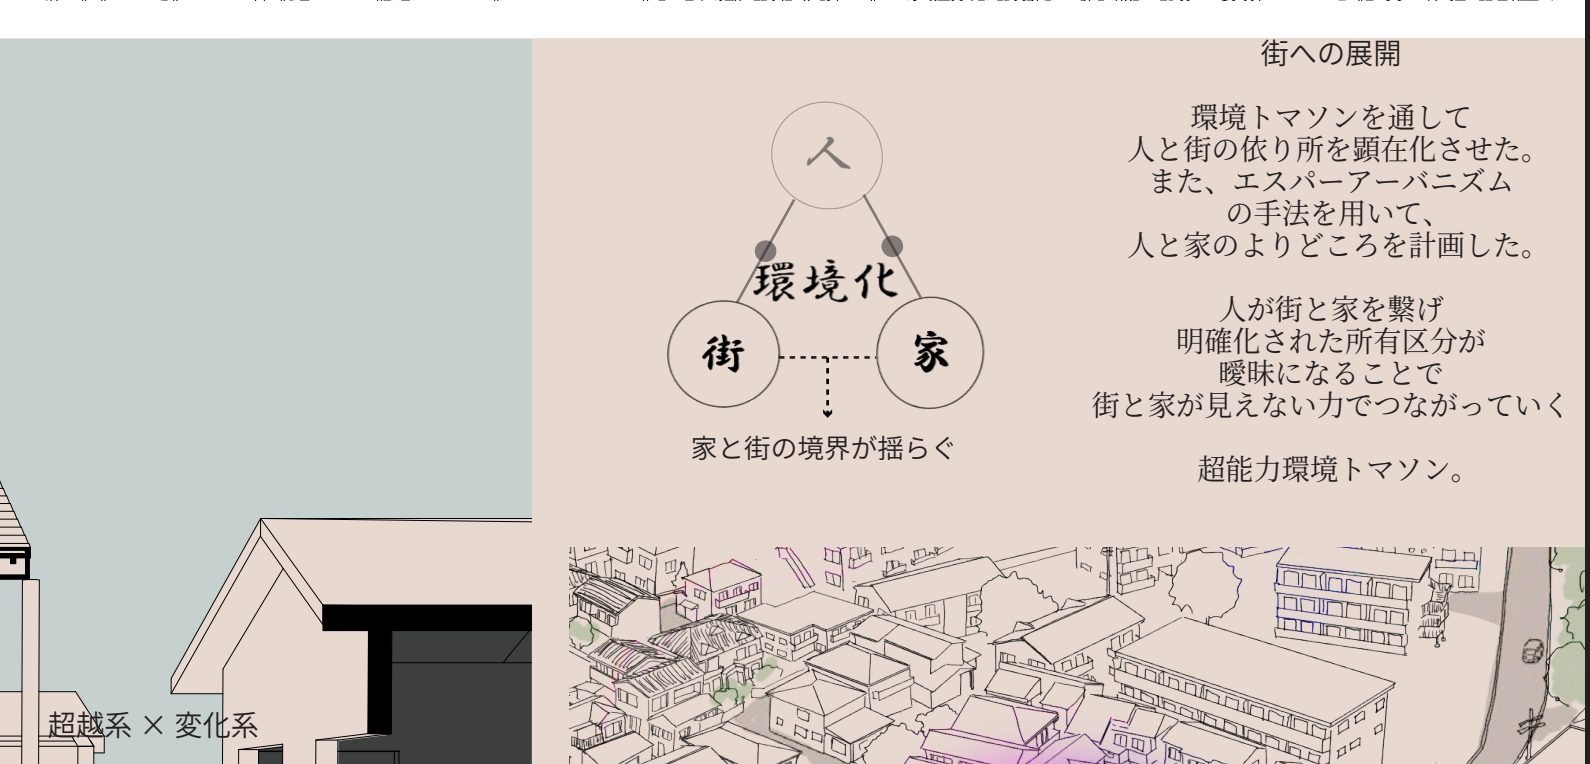 街への展開
環境トマソンを通して
人と街の依り所を顕在化させた。
また、エスパーアーバニズム
の手法を用いて、
人と家のよりどころを計画した。
人が街と家を繋げ
明確化された所有区分が
曖昧になることで
街と家が見えない力でつながっていく
超能力環境トマソン。
人
環境化
街
家
家と街の境界が揺らぐ
超越系 × 変化系